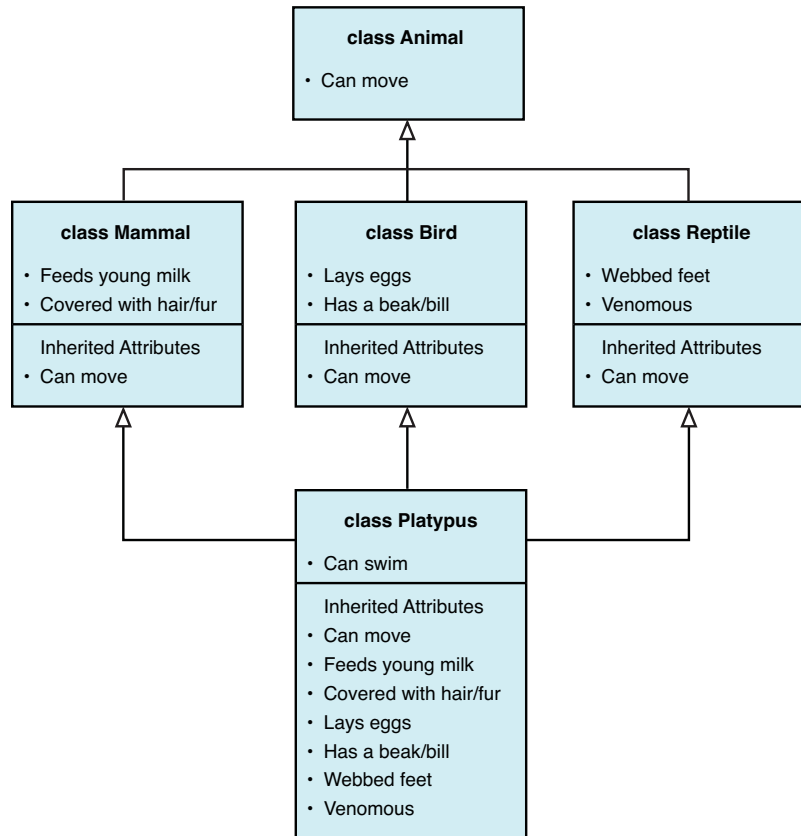 class Animal
• Can move
class Mammal
• Feeds young milk
• Covered with hair/fur
Inherited Attributes
• Can move
class Bird
• Lays eggs
• Has a beak/bill
Inherited Attributes
• Can move
class Reptile
• Webbed feet
• Venomous
Inherited Attributes
• Can move
class Platypus
• Can swim
Inherited Attributes
• Can move
• Feeds young milk
• Covered with hair/fur
• Lays eggs
• Has a beak/bill
• Webbed feet
• Venomous